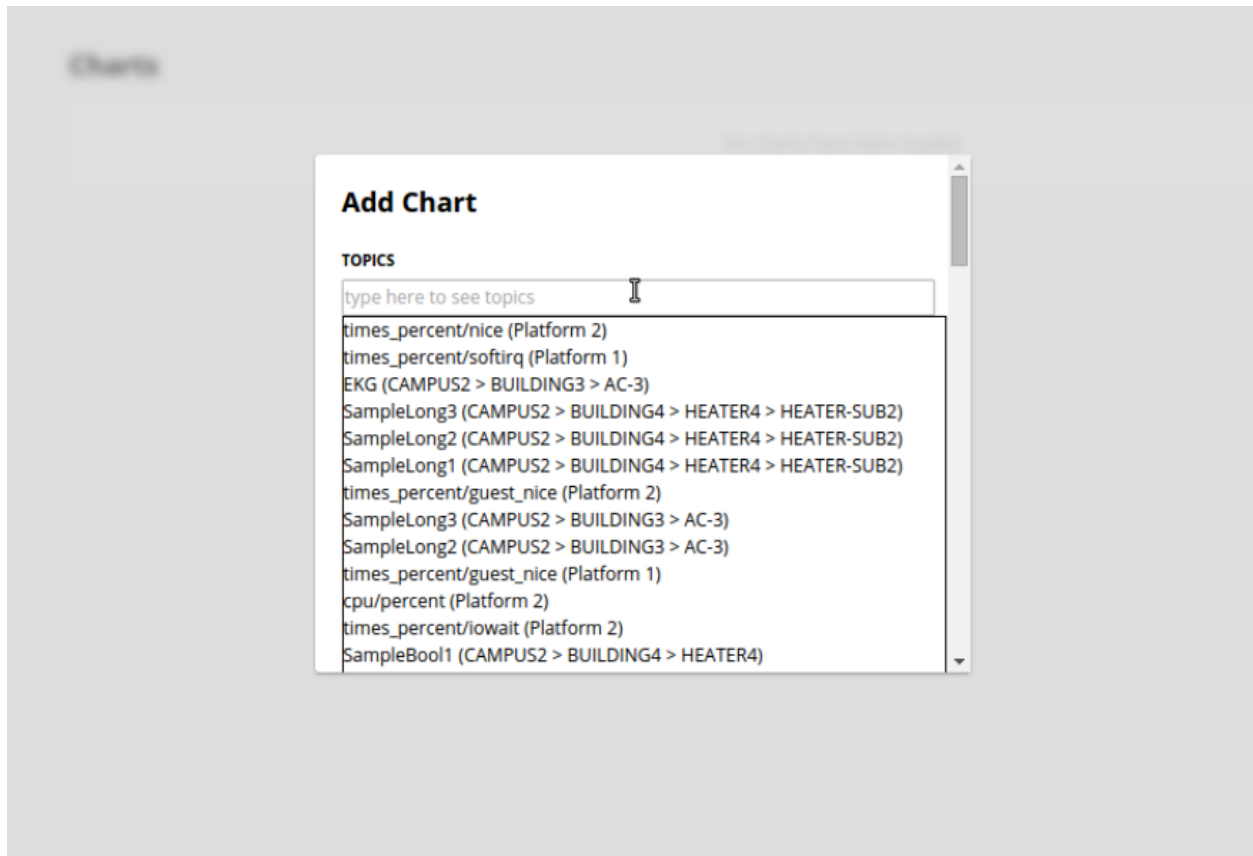 Charts
Add Chart
TOPICS
type here to see topics
times_percent/nice (Platform 2)
times_percent/softirq (Platform 1)
EKG (CAMPUS2 > BUILDING3 > AC-3)
SampleLong3 (CAMPUS2 > BUILDING4 > HEATER4 > HEATER-SUB2)
SampleLong2 (CAMPUS2 > BUILDING4 > HEATER4 > HEATER-SUB2)
SampleLong1 (CAMPUS2 > BUILDING4 > HEATER4 > HEATER-SUB2)
times_percent/guest_nice (Platform 2)
SampleLong3 (CAMPUS2 > BUILDING3 > AC-3)
SampleLong2 (CAMPUS2 > BUILDING3 > AC-3)
times_percent/guest_nice (Platform 1)
cpu/percent (Platform 2)
times_percent/iowait (Platform 2)
SampleBool1 (CAMPUS2 > BUILDING4 > HEATER4)